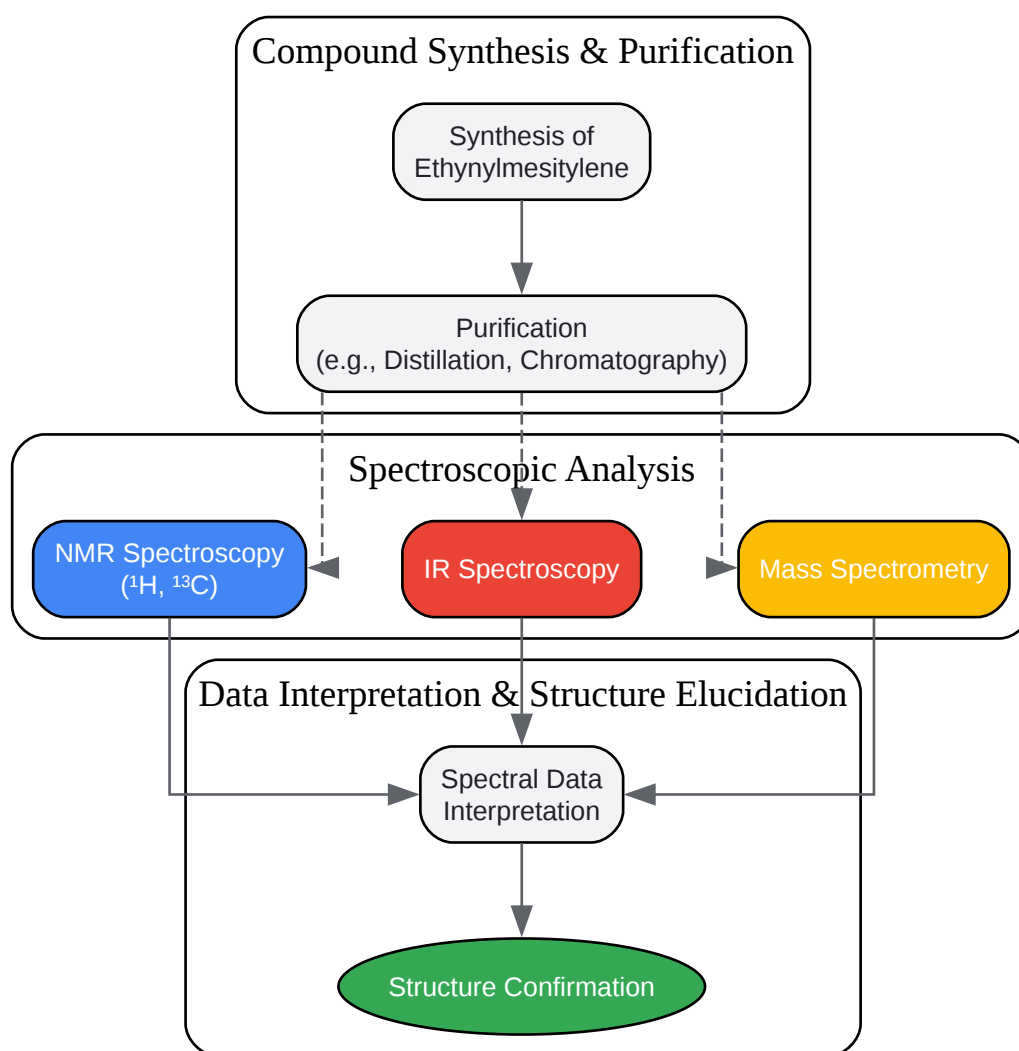 Compound Synthesis & Purification
Synthesis of
Ethynylmesitylene
Purification
(e.g., Distillation, Chromatography)
Spectroscopic Analysis
NMR Spectroscopy
(¹H, ¹³C)
IR Spectroscopy
Mass Spectrometry
Data Interpretation & Structure Elucidation
Spectral Data
Interpretation
Structure Confirmation